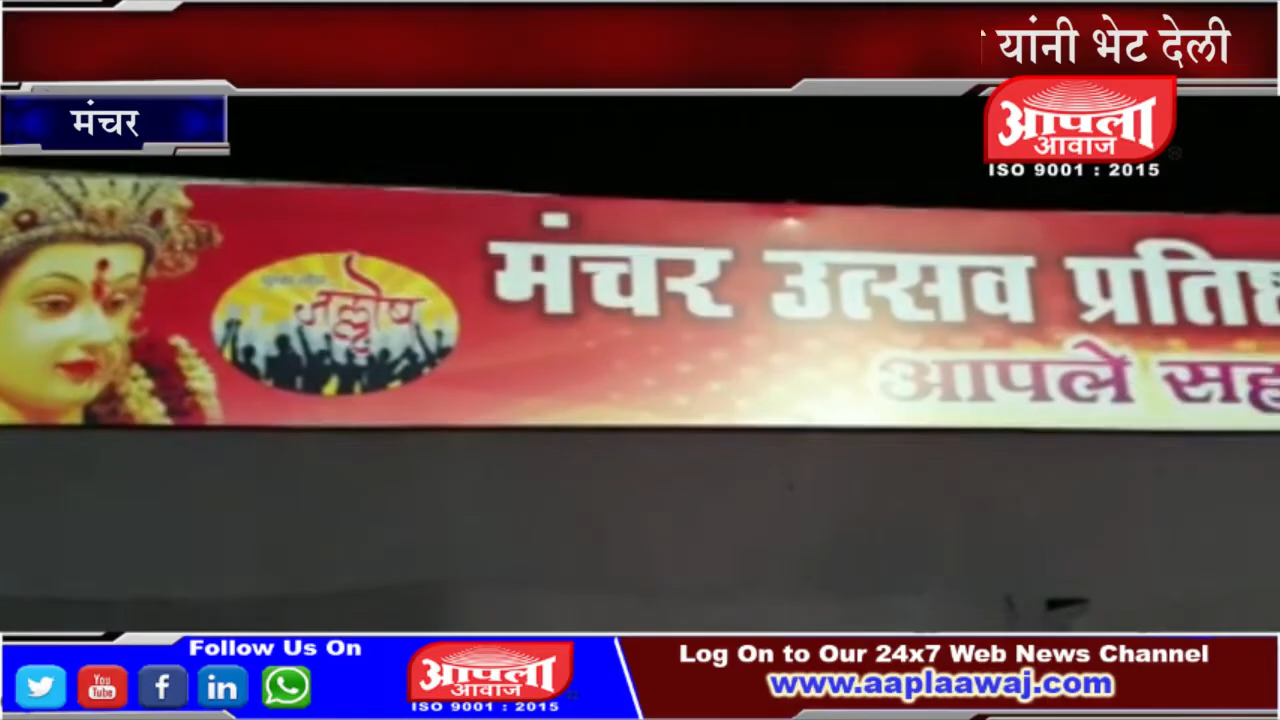 यांनी भेट देली
मंचर
आपला
आवाज
ISO 9001 : 2015
जल्लोष
मंचर उत्सव
आपले
Follow Us On
You
Tube
आपला
आवाज
ISO 9001 : 2015
Log On to Our 24x7 Web News Channel
www.aaplaawaj.com